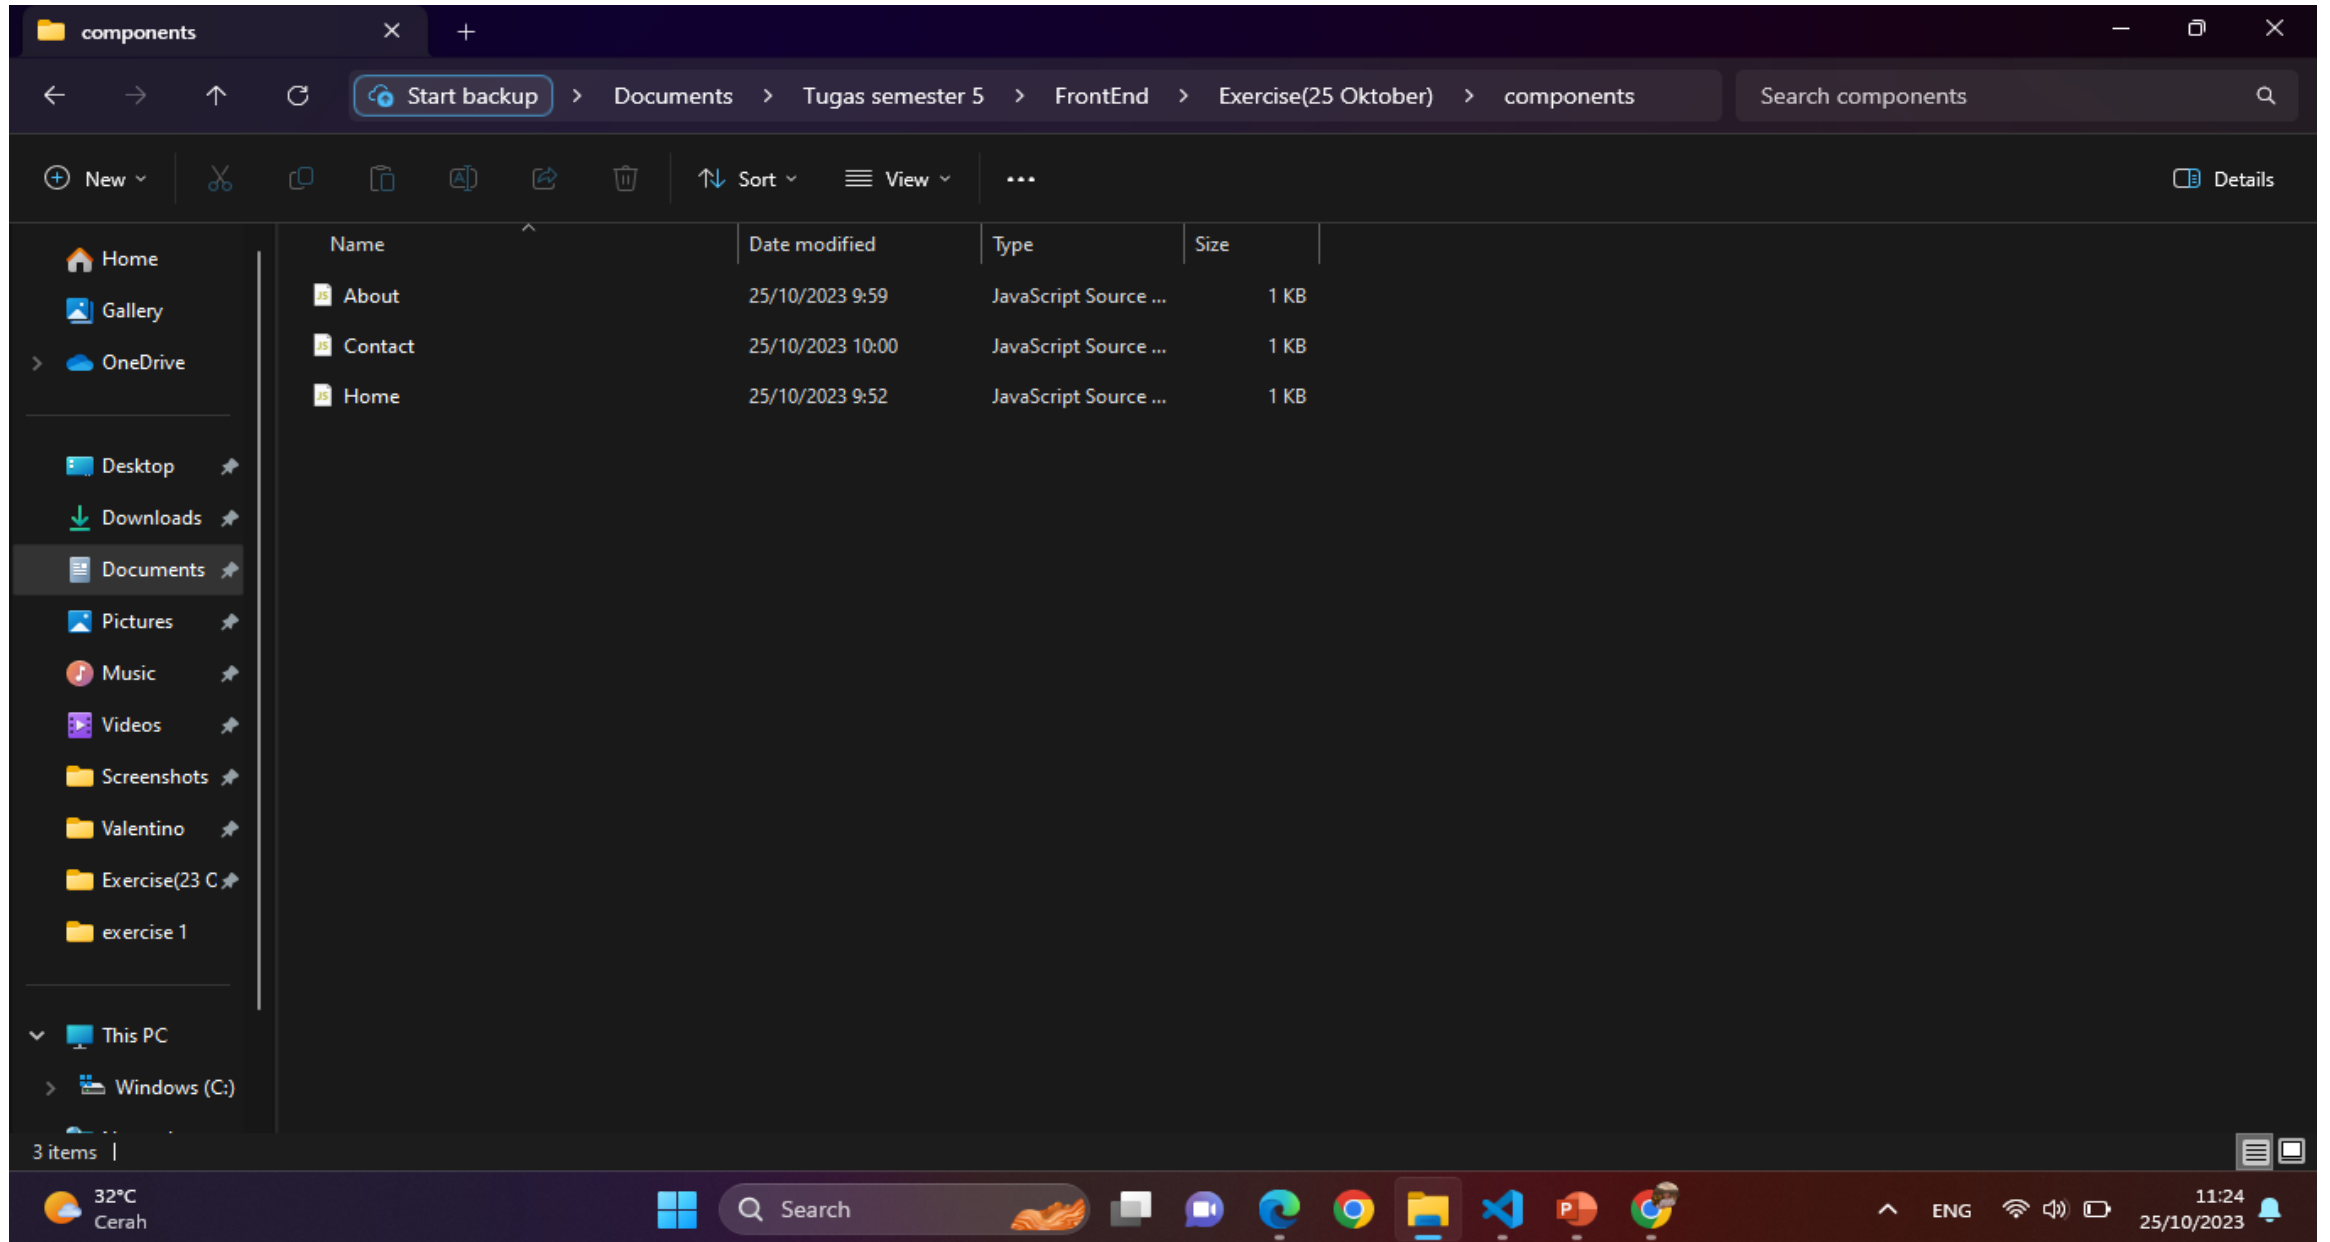 components
Start backup > Documents > Tugas semester 5 > FrontEnd > Exercise(25 Oktober) > components
Search components
New
Sort
View
Details
Name
Date modified
Type
Size
About 25/10/2023 9:59 JavaScript Source ... 1 KB
Contact 25/10/2023 10:00 JavaScript Source ... 1 KB
Home 25/10/2023 9:52 JavaScript Source ... 1 KB
Home
Gallery
OneDrive
Desktop
Downloads
Documents
Pictures
Music
Videos
Screenshots
Valentino
Exercise(23 O
exercise 1
This PC
Windows (C:)
3 items
32°C
Cerah
Search
ENG
11:24
25/10/2023